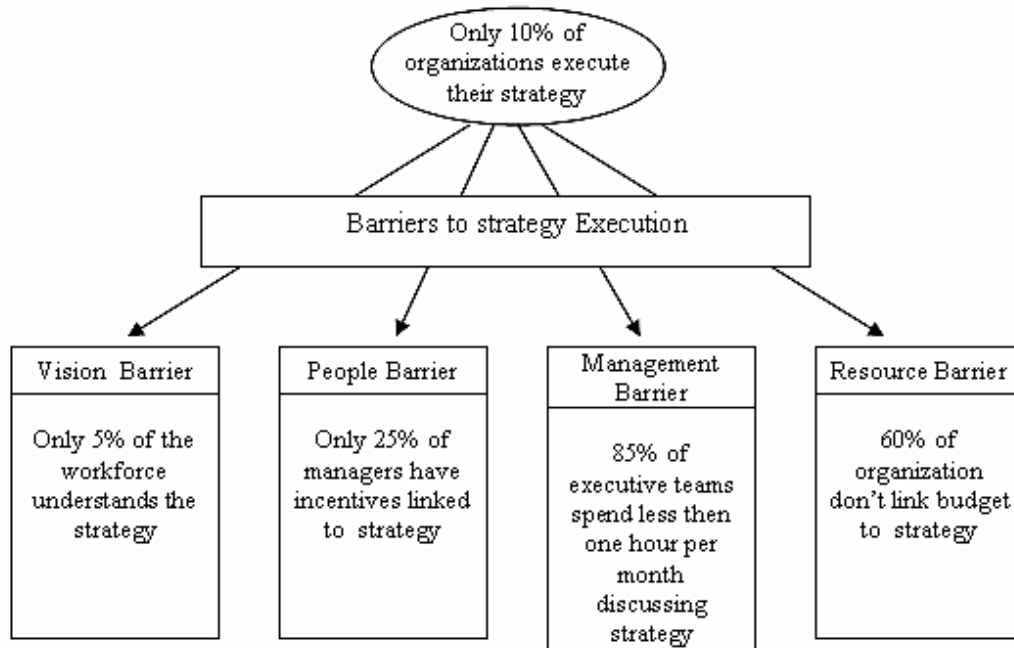 Only 10% of
organizations execute
their strategy
Barriers to strategy Execution
Vision Barrier
Only 5% of the
workforce
understands the
strategy
People Barrier
Only 25% of
managers have
incentives linked
to strategy
Management
Barrier
85% of
executive teams
spend less then
one hour per
month
discussing
strategy
Resource Barrier
60% of
organization
don't link budget
to strategy